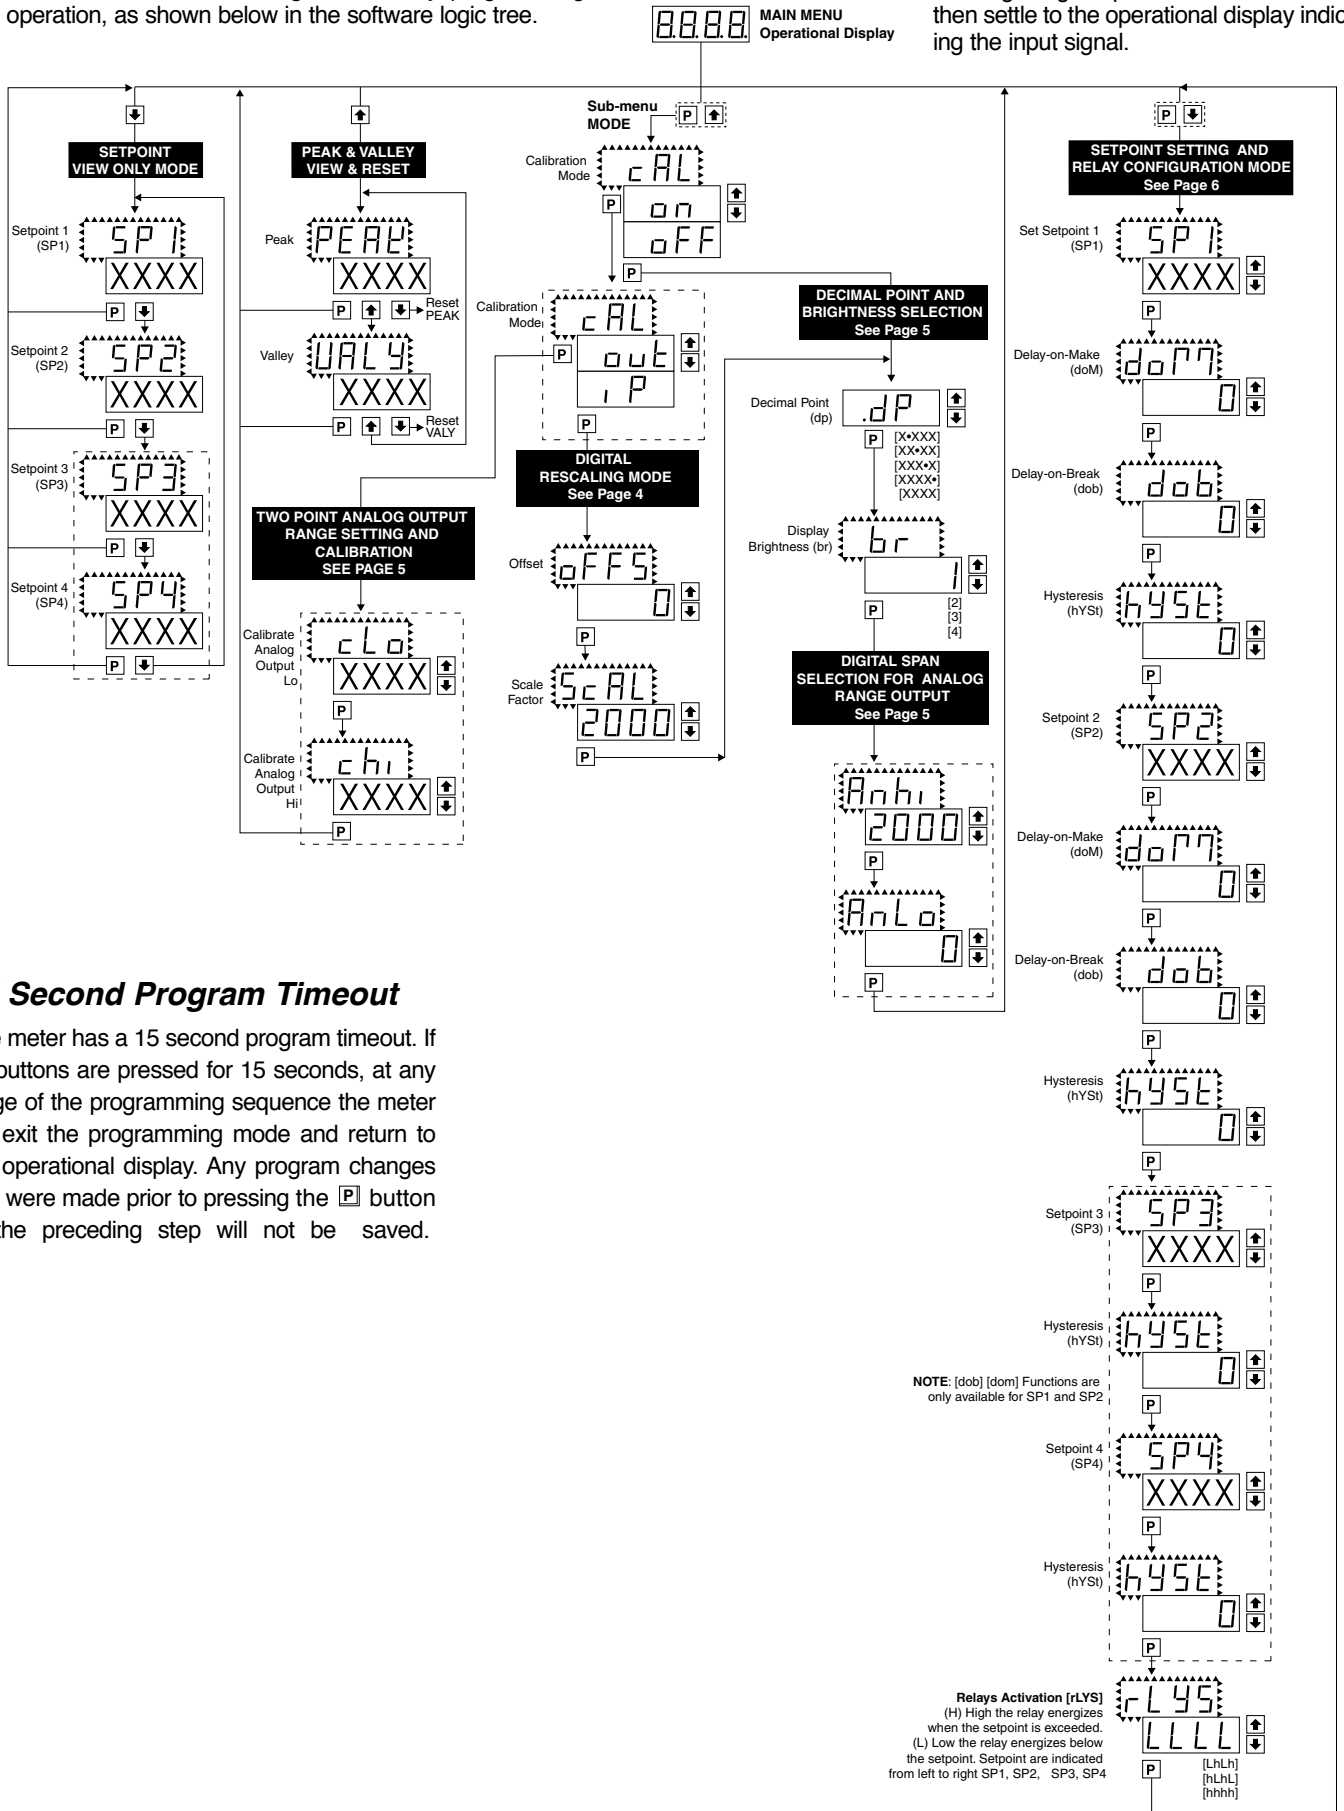 operation, as shown below in the software logic tree.
8.8.8.8.
MAIN MENU
Operational Display
then settle to the operational display indic
ing the input signal.
SETPOINT
VIEW ONLY MODE
Setpoint 1
(SP1)
SP1
XXXX
P
Setpoint 2
(SP2)
SP2
XXXX
P
Setpoint 3
(SP3)
SP3
XXXX
P
Setpoint 4
(SP4)
SP4
XXXX
P
PEAK & VALLEY
VIEW & RESET
Peak
PEAK
XXXX
P
Reset
PEAK
Valley
VALY
XXXX
P
Reset
VALY
Sub-menu
MODE
P
Calibration
Mode
cAL
P
on
oFF
P
Calibration
Mode
cAL
P
out
iP
P
TWO POINT ANALOG OUTPUT
RANGE SETTING AND
CALIBRATION
SEE PAGE 5
Calibrate
Analog
Output
Lo
cLo
XXXX
P
Calibrate
Analog
Output
Hi
chi
XXXX
P
DIGITAL
RESCALING MODE
See Page 4
Offset
oFFS
0
P
Scale
Factor
ScAL
2000
P
DECIMAL POINT AND
BRIGHTNESS SELECTION
See Page 5
Decimal Point
(dp)
.dP
P
[X•XXX]
[XX•XX]
[XXX•X]
[XXXX•]
[XXXX]
Display
Brightness (br)
br
1
P
[2]
[3]
[4]
DIGITAL SPAN
SELECTION FOR ANALOG
RANGE OUTPUT
See Page 5
Anhi
2000
P
AnLo
0
P
P
SETPOINT SETTING AND
RELAY CONFIGURATION MODE
See Page 6
Set Setpoint 1
(SP1)
SP1
XXXX
P
Delay-on-Make
(doM)
doM
0
P
Delay-on-Break
(dob)
dob
0
P
Hysteresis
(hYSt)
hYSt
0
P
Setpoint 2
(SP2)
SP2
XXXX
P
Delay-on-Make
(doM)
doM
0
P
Delay-on-Break
(dob)
dob
0
P
Hysteresis
(hYSt)
hYSt
0
P
Setpoint 3
(SP3)
SP3
XXXX
P
Hysteresis
(hYSt)
hYSt
0
NOTE: [dob] [dom] Functions are
only available for SP1 and SP2
P
Setpoint 4
(SP4)
SP4
XXXX
P
Hysteresis
(hYSt)
hYSt
0
P
Relays Activation [rLYS]
(H) High the relay energizes
when the setpoint is exceeded.
(L) Low the relay energizes below
the setpoint. Setpoint are indicated
from left to right SP1, SP2, SP3, SP4
rLYS
LLLL
P
[LhLh]
[hLhL]
[hhhh]
Second Program Timeout
e meter has a 15 second program timeout. If
buttons are pressed for 15 seconds, at any
ge of the programming sequence the meter
exit the programming mode and return to
operational display. Any program changes
were made prior to pressing the P button
the preceding step will not be saved.